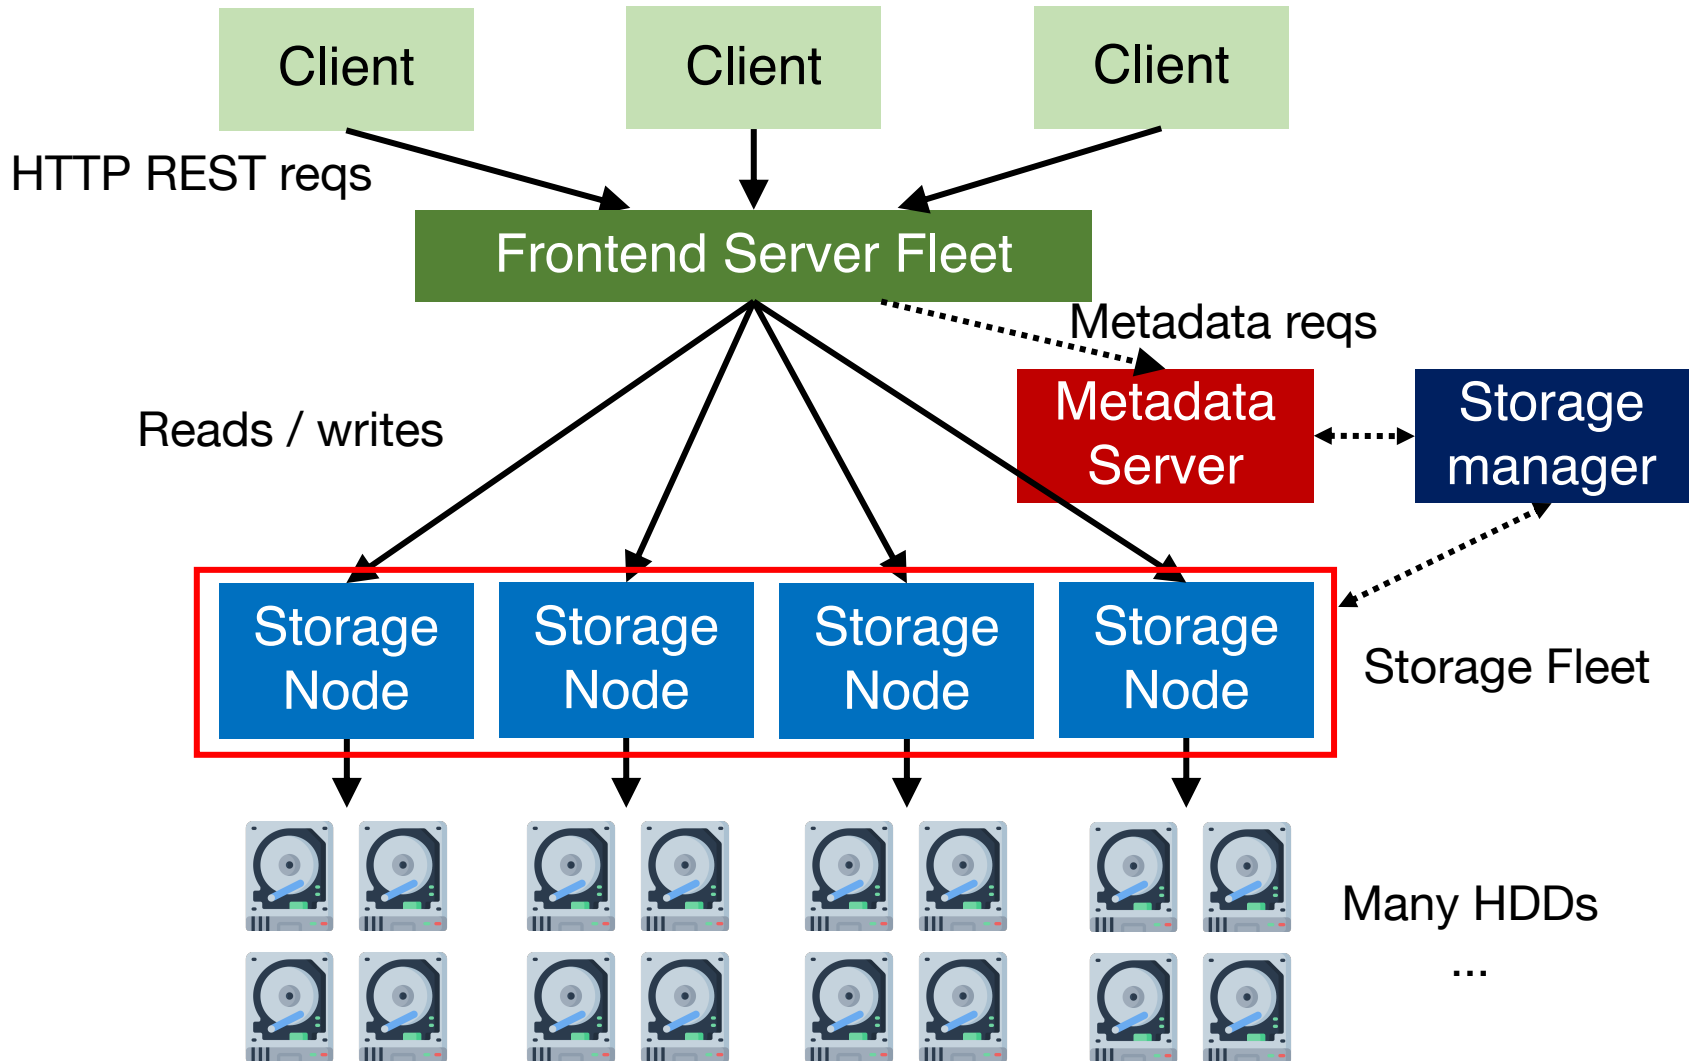 Client
Client
Client
HTTP REST reqs
Frontend Server Fleet
Metadata reqs
Reads / writes
Metadata
Server
Storage
manager
Storage
Node
Storage
Node
Storage
Node
Storage
Node
Storage Fleet
Many HDDs
...